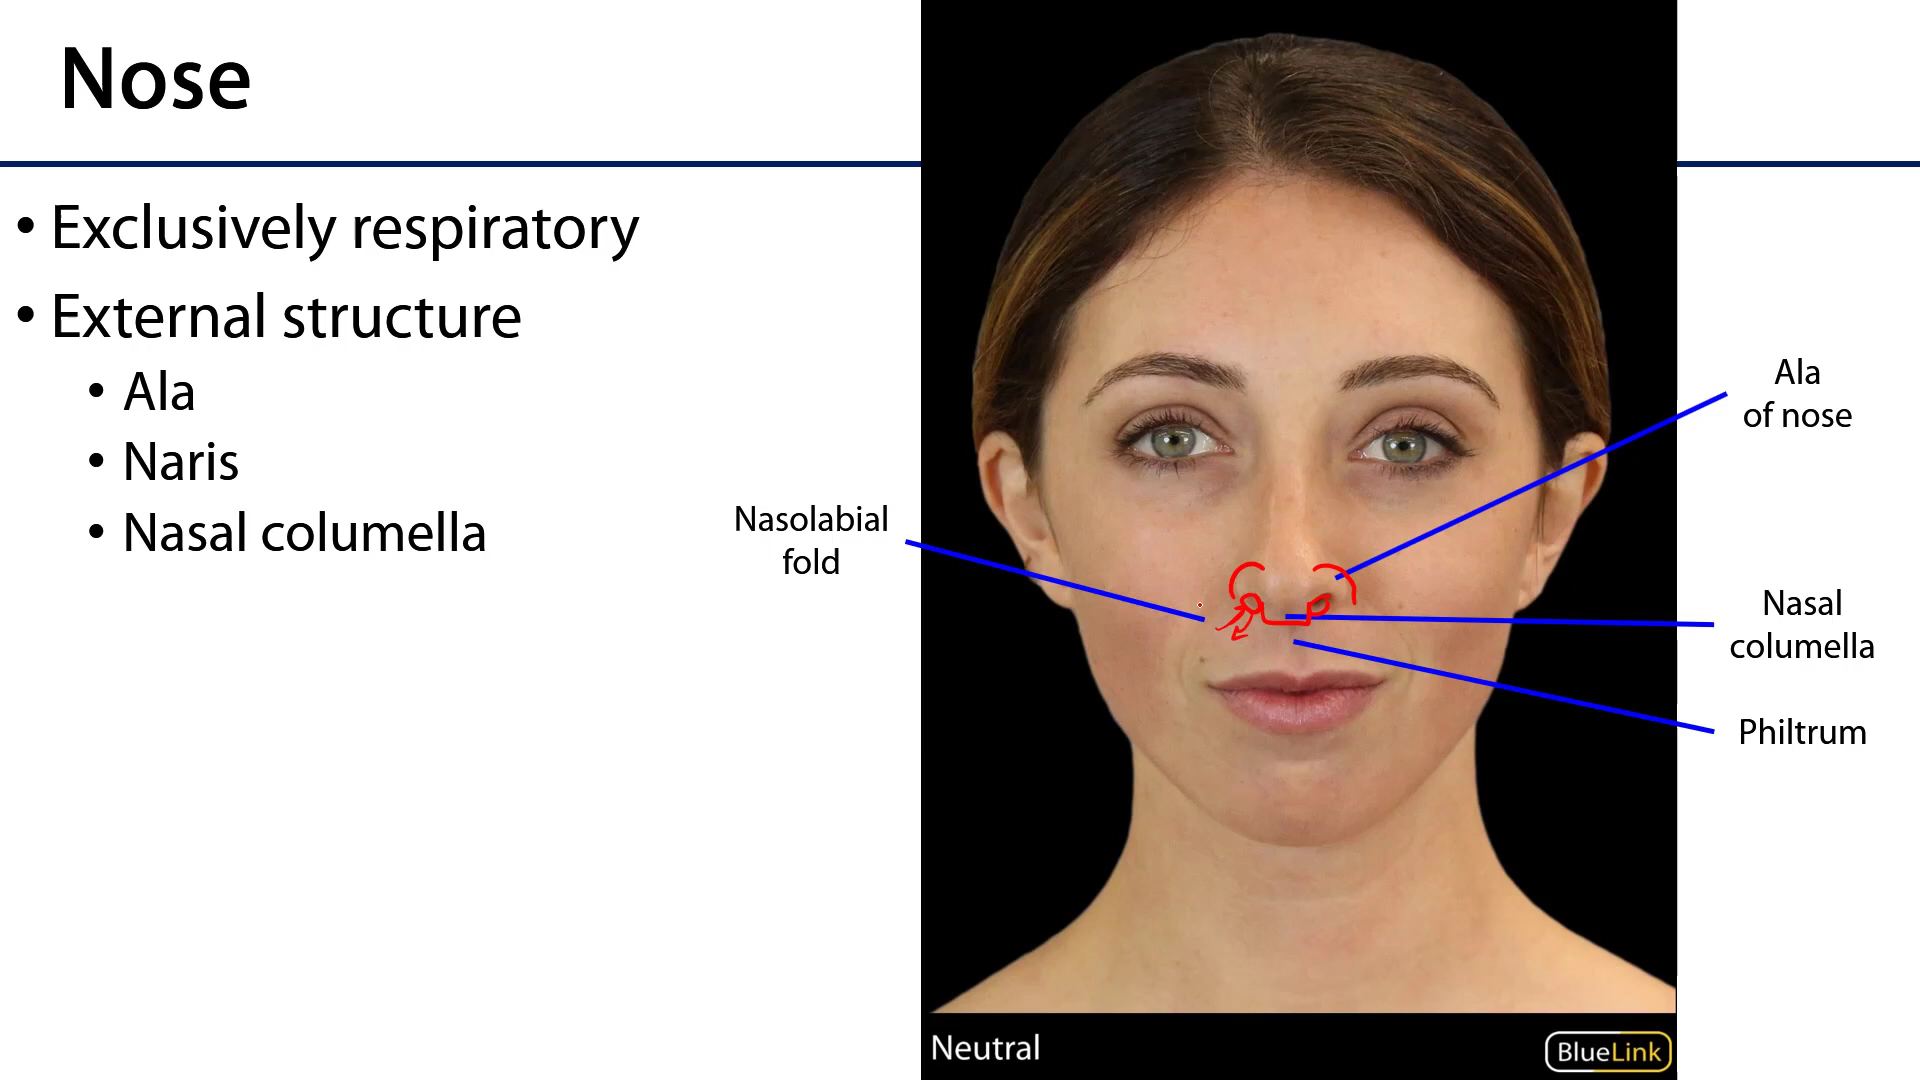 Nose
• Exclusively respiratory
• External structure
• Ala
• Naris
• Nasal columella
Nasolabial
fold
Ala
of nose
Nasal
columella
Philtrum
Neutral
BlueLink